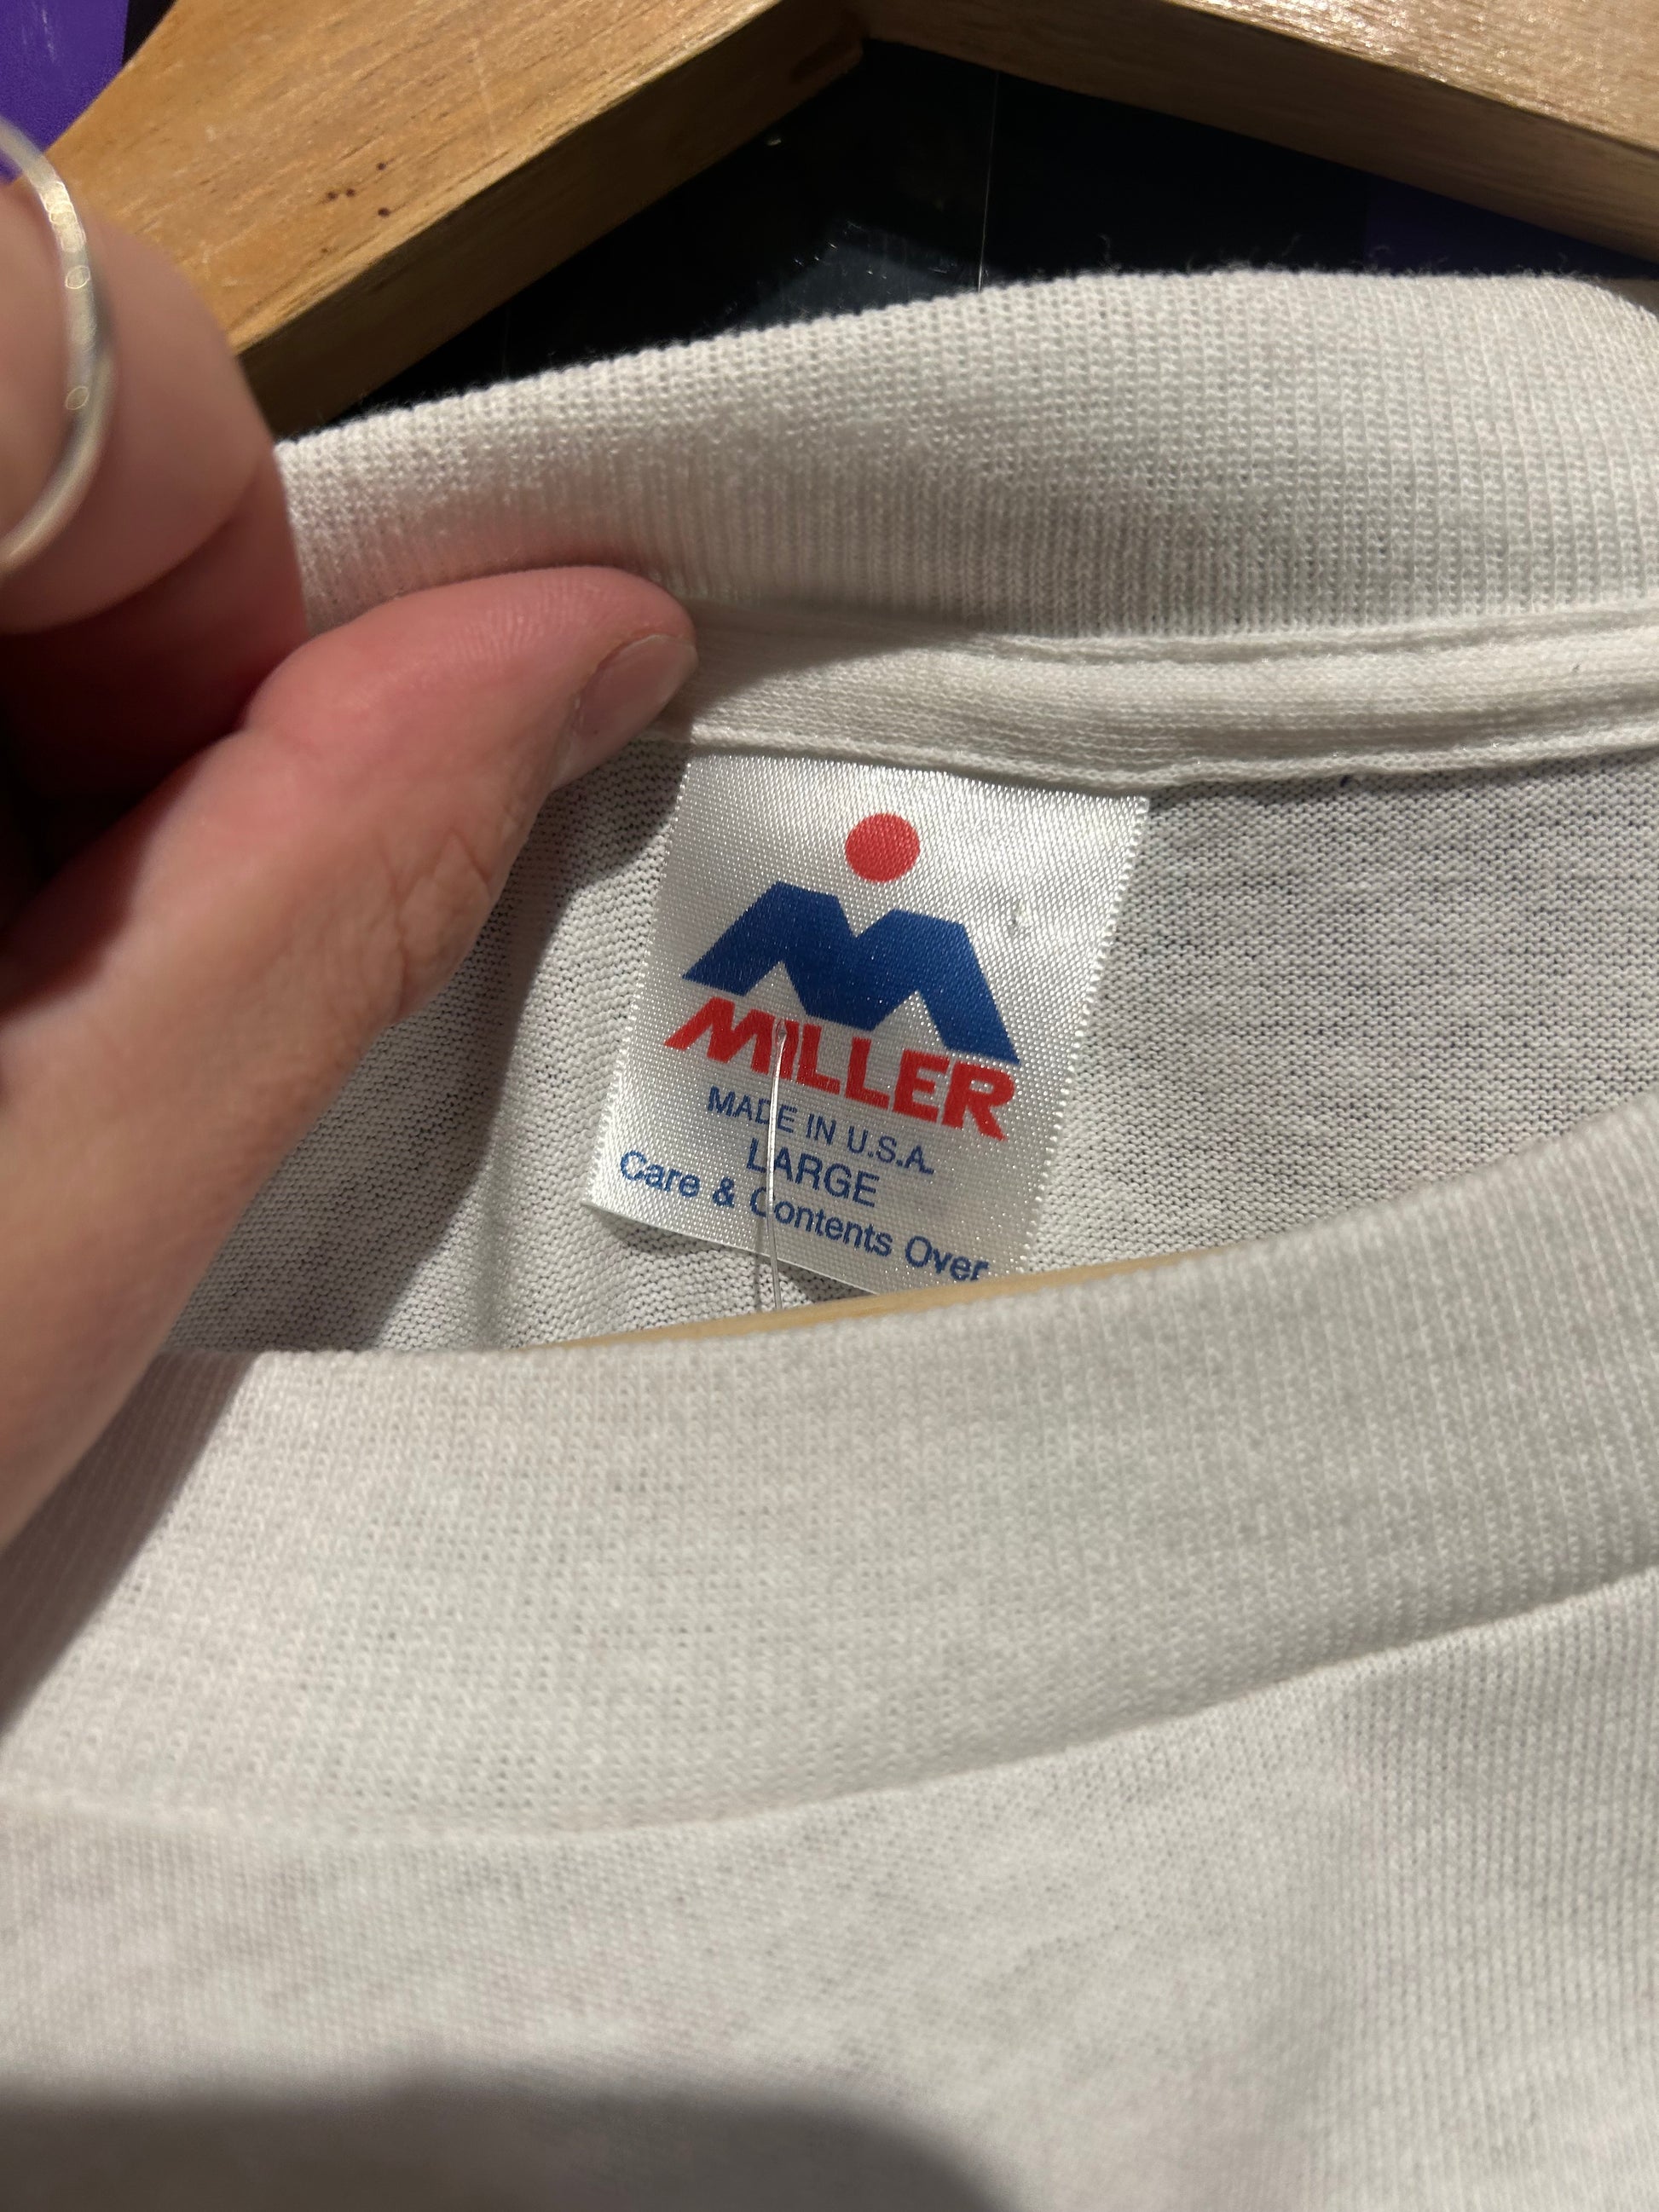 MILLER
MADE IN U.S.A.
LARGE
Care & Contents Over